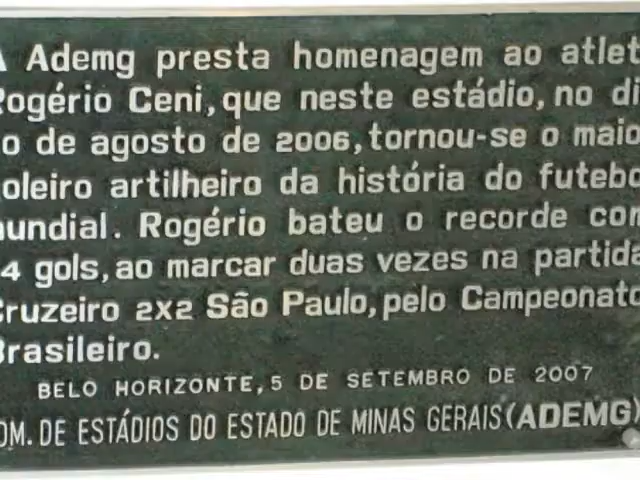 A Ademg presta homenagem ao atlet
Rogério Ceni, que neste estádio, no di
o de agosto de 2006, tornou-se o maio
oleiro artilheiro da história do futebo
undial. Rogério bateu o recorde com
4 gols, ao marcar duas vezes na partida
Cruzeiro 2x2 São Paulo, pelo Campeonato
Brasileiro.
BELO HORIZONTE, 5 DE SETEMBRO DE 2007
OM. DE ESTÁDIOS DO ESTADO DE MINAS GERAIS (ADEMG)